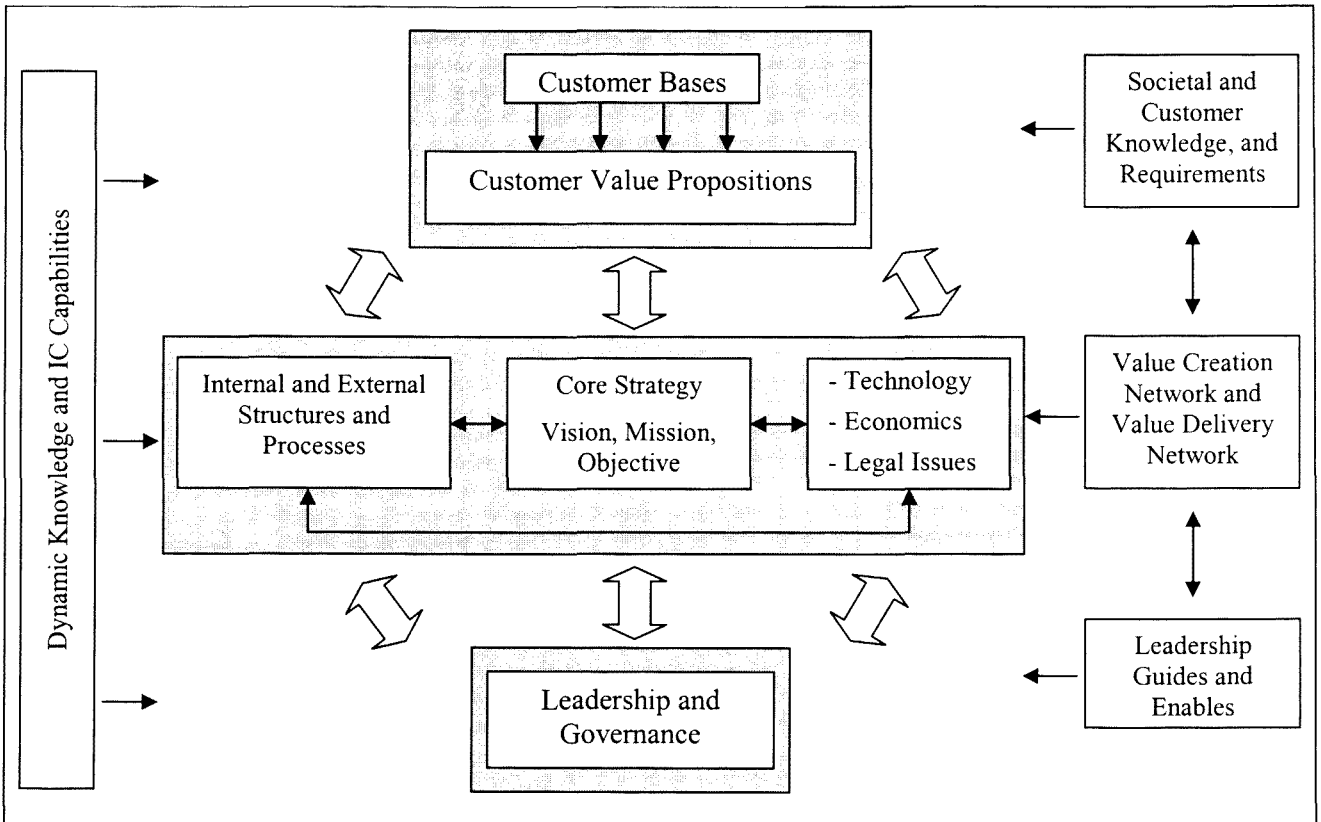 Dynamic Knowledge and IC Capabilities
Customer Bases
Customer Value Propositions
Societal and
Customer
Knowledge, and
Requirements
Internal and External
Structures and
Processes
Core Strategy
Vision, Mission,
Objective
- Technology
- Economics
- Legal Issues
Value Creation
Network and
Value Delivery
Network
Leadership and
Governance
Leadership
Guides and
Enables